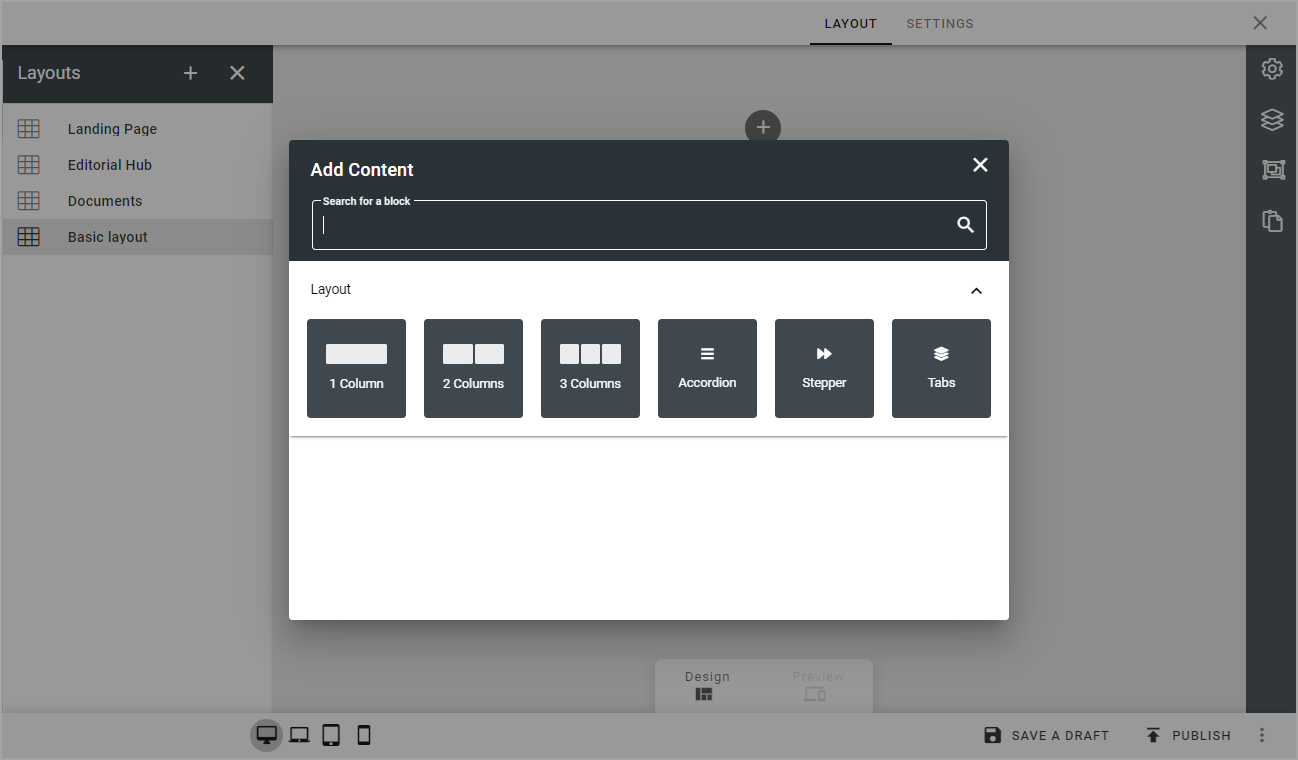 LAYOUT SETTINGS
Layouts
Landing Page
Editorial Hub
Documents
Basic layout
Add Content
Search for a block
Layout
1 Column
2 Columns
3 Columns
Accordion
Stepper
Tabs
Design
Preview
SAVE A DRAFT
PUBLISH